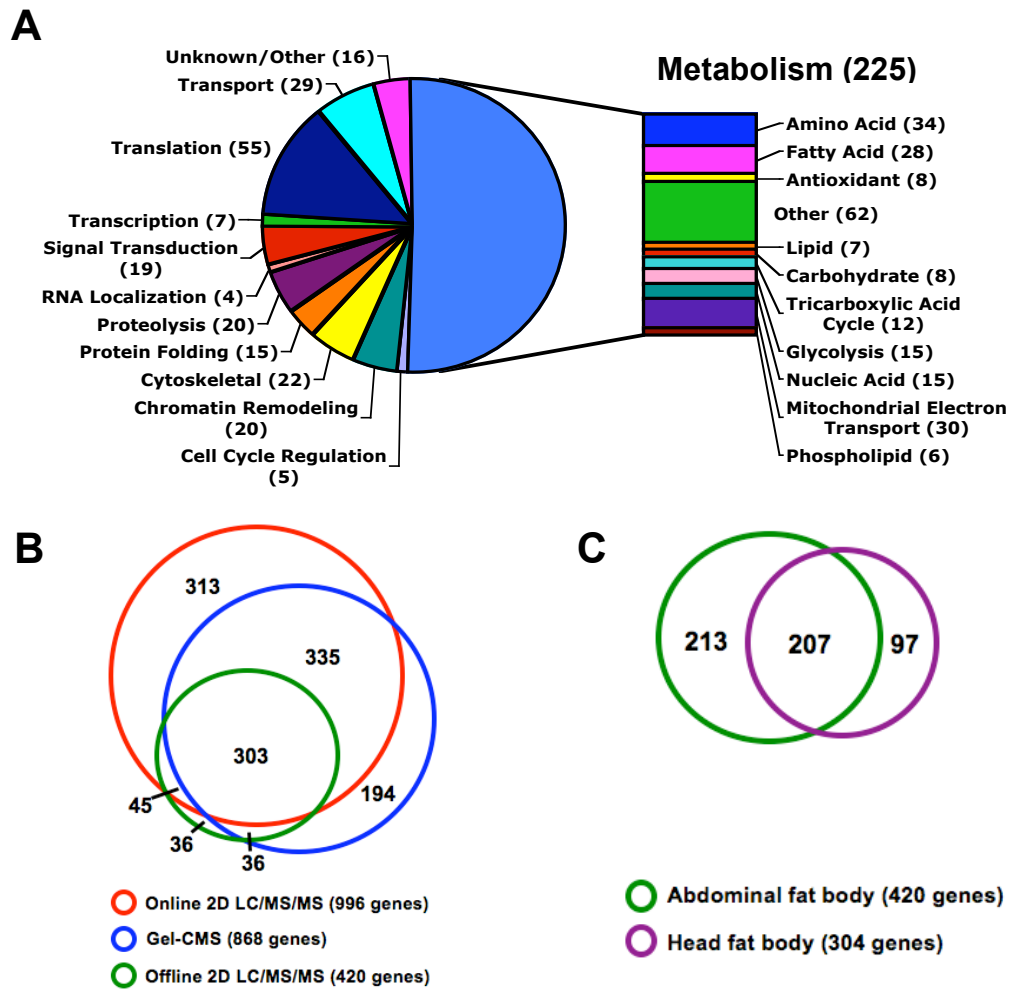 A
Unknown/Other (16)
Transport (29)
Translation (55)
Transcription (7)
Signal Transduction
(19)
RNA Localization (4)
Proteolysis (20)
Protein Folding (15)
Cytoskeletal (22)
Chromatin Remodeling
(20)
Cell Cycle Regulation
(5)
Metabolism (225)
Amino Acid (34)
Fatty Acid (28)
Antioxidant (8)
Other (62)
Lipid (7)
Carbohydrate (8)
Tricarboxylic Acid
Cycle (12)
Glycolysis (15)
Nucleic Acid (15)
Mitochondrial Electron
Transport (30)
Phospholipid (6)
B
313
335
303
194
45
36
36
Online 2D LC/MS/MS (996 genes)
Gel-CMS (868 genes)
Offline 2D LC/MS/MS (420 genes)
C
213
207
97
Abdominal fat body (420 genes)
Head fat body (304 genes)